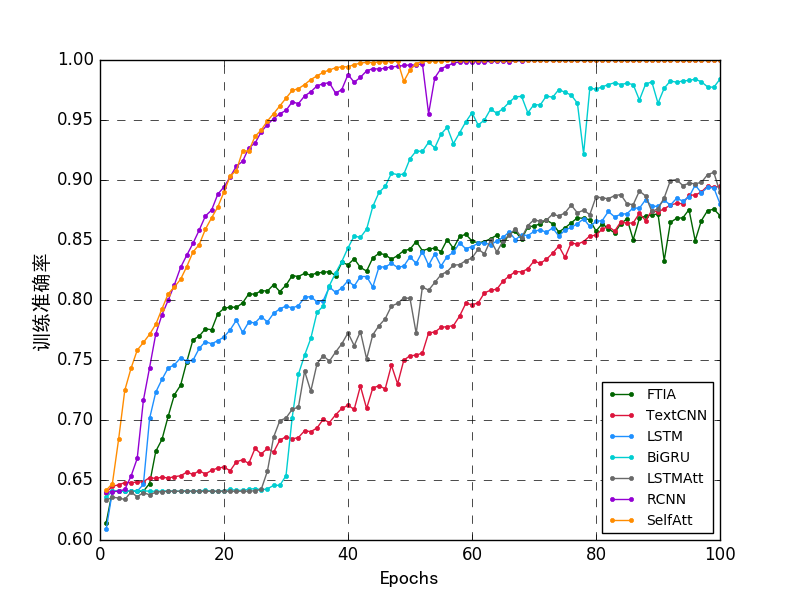 1.00
0.95
0.90
0.85
0.80
0.75
0.70
0.65
0.60
训练准确率
0 20 40 60 80 100
Epochs
FTIA
TextCNN
LSTM
BiGRU
LSTMAtt
RCNN
SelfAtt